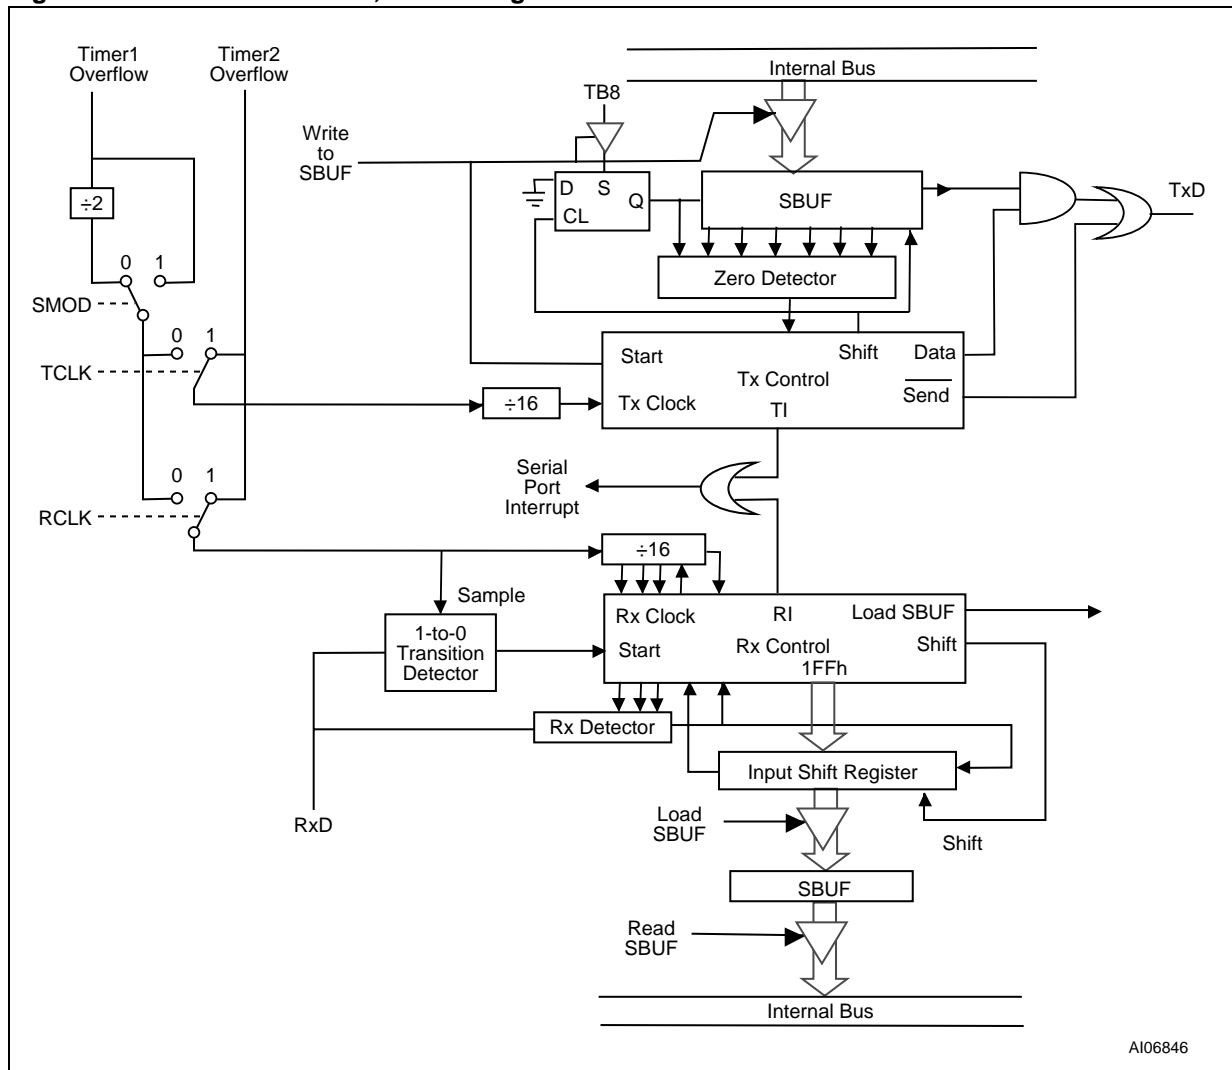 Timer1
Overflow
Timer2
Overflow
Internal Bus
TB8
Write
to
SBUF
D S
Q
CL
SBUF
TxD
÷2
Zero Detector
0 1
SMOD
0 1
TCLK
Start
Shift
Data
Tx Control
Send
÷16
Tx Clock
TI
Serial
Port
Interrupt
0 1
RCLK
÷16
Sample
Rx Clock
RI
Load SBUF
1-to-0
Transition
Detector
Start
Rx Control
Shift
1FFh
Rx Detector
Input Shift Register
RxD
Load
SBUF
Shift
SBUF
Read
SBUF
Internal Bus
AI06846